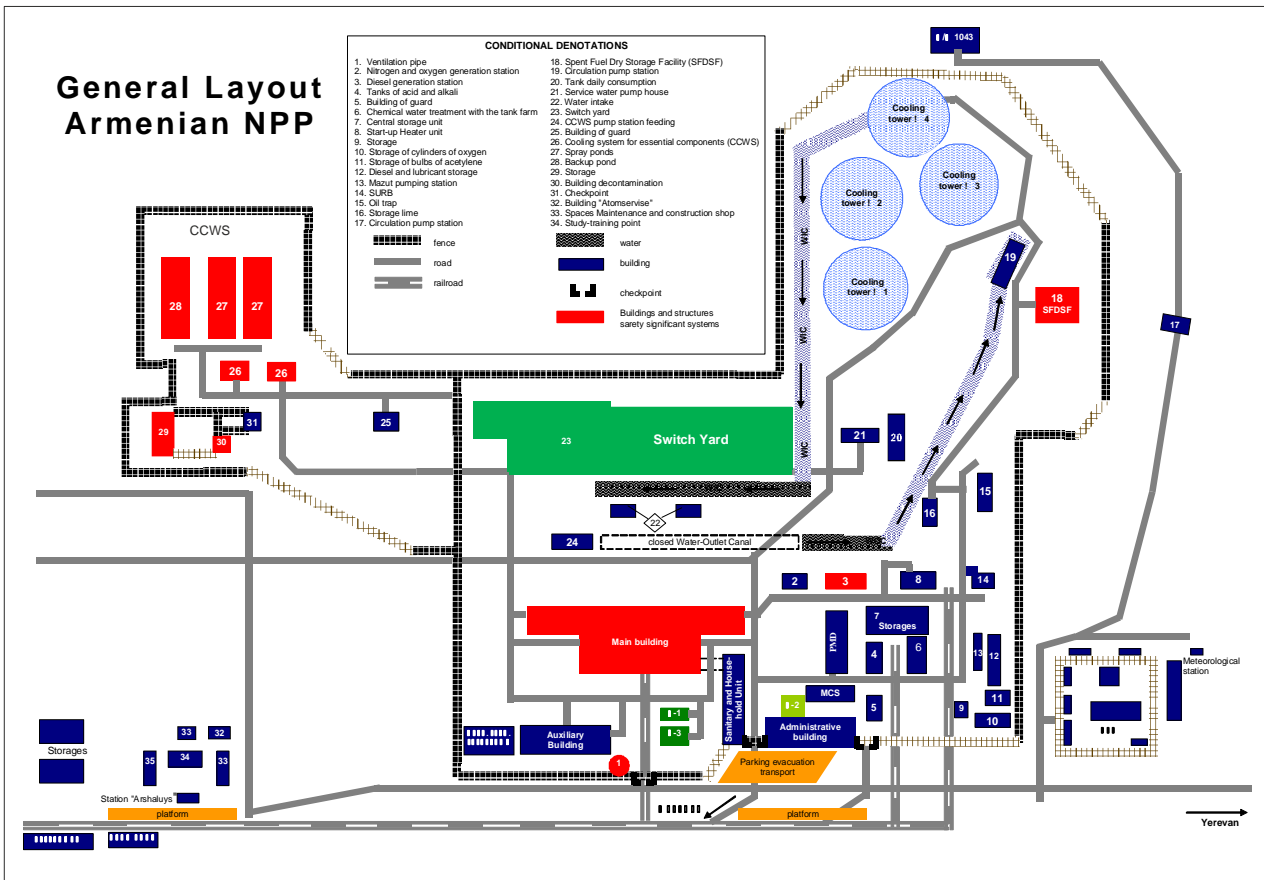 General Layout
Armenian NPP
CONDITIONAL DENOTATIONS
1. Ventilation pipe
2. Nitrogen and oxygen generation station
3. Diesel generation station
4. Tanks of acid and alkali
5. Building of guard
6. Chemical water treatment with the tank farm
7. Central storage unit
8. Start-up Heater unit
9. Storage
10. Storage of cylinders of oxygen
11. Storage of bulbs of acetylene
12. Diesel and lubricant storage
13. Mazut pumping station
14. SURB
15. Oil trap
16. Storage lime
17. Circulation pump station
18. Spent Fuel Dry Storage Facility (SFDSF)
19. Circulation pump station
20. Tank daily consumption
21. Service water pump house
22. Water intake
23. Switch yard
24. CCWS pump station feeding
25. Building of guard
26. Cooling system for essential components (CCWS)
27. Spray ponds
28. Backup pond
29. Storage
30. Building decontamination
31. Checkpoint
32. Building "Atomservise"
33. Spaces Maintenance and construction shop
34. Study-training point
fence
road
railroad
water
building
checkpoint
Buildings and structures
sarety significant systems
1043
Cooling
tower ! 4
Cooling
tower ! 3
Cooling
tower ! 2
Cooling
tower ! 1
WIC
WIC
WIC
WIC
WIC
19
18
SFDSF
17
CCWS
28
27
27
26
26
29
30
31
25
23
Switch Yard
21
20
22
24
closed Water-Outlet Canal
16
15
2
3
8
14
Main building
7
Storages
PMD
4
6
13
12
Sanitary and House-
hold Unit
MCS
-2
5
9
11
10
-1
-3
Auxiliary
Building
Administrative
building
1
Parking evacuation
transport
Meteorological
station
Storages
33
32
34
35
33
Station "Arshaluys"
platform
platform
Yerevan